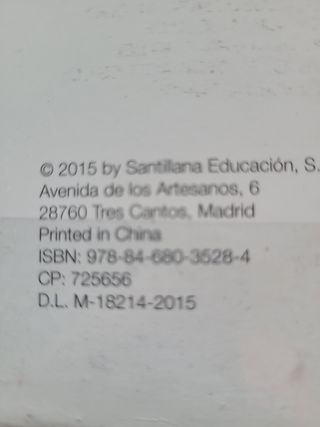 © 2015 by Santillana Educación, S.
Avenida de los Artesanos, 6
28760 Tres Cantos, Madrid
Printed in China
ISBN: 978-84-680-3528-4
CP: 725656
D.L. M-18214-2015